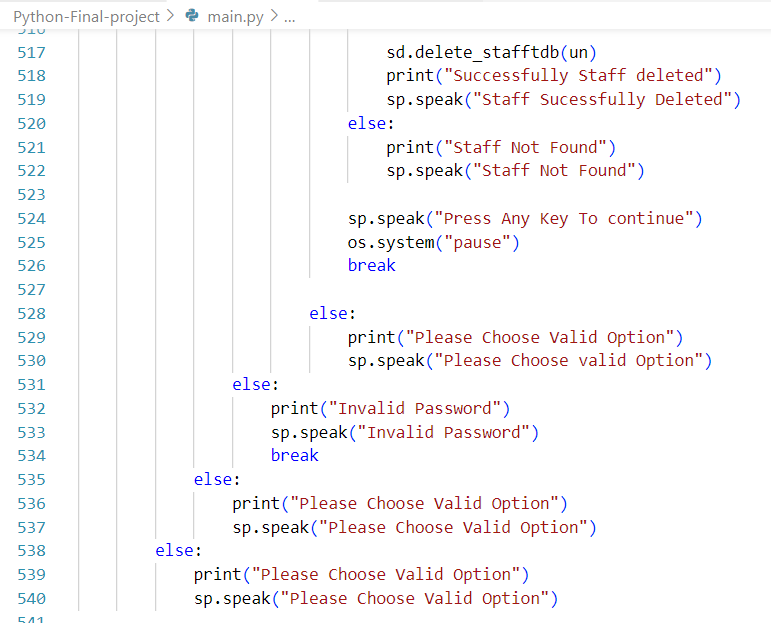 Python-Final-project > main.py > ...
516
517 sd.delete_stafftdb(un)
518 print("Successfully Staff deleted")
519 sp.speak("Staff Sucessfully Deleted")
520 else:
521 print("Staff Not Found")
522 sp.speak("Staff Not Found")
523
524 sp.speak("Press Any Key To continue")
525 os.system("pause")
526 break
527
528 else:
529 print("Please Choose Valid Option")
530 sp.speak("Please Choose valid Option")
531 else:
532 print("Invalid Password")
533 sp.speak("Invalid Password")
534 break
535 else:
536 print("Please Choose Valid Option")
537 sp.speak("Please Choose Valid Option")
538 else:
539 print("Please Choose Valid Option")
540 sp.speak("Please Choose Valid Option")
541